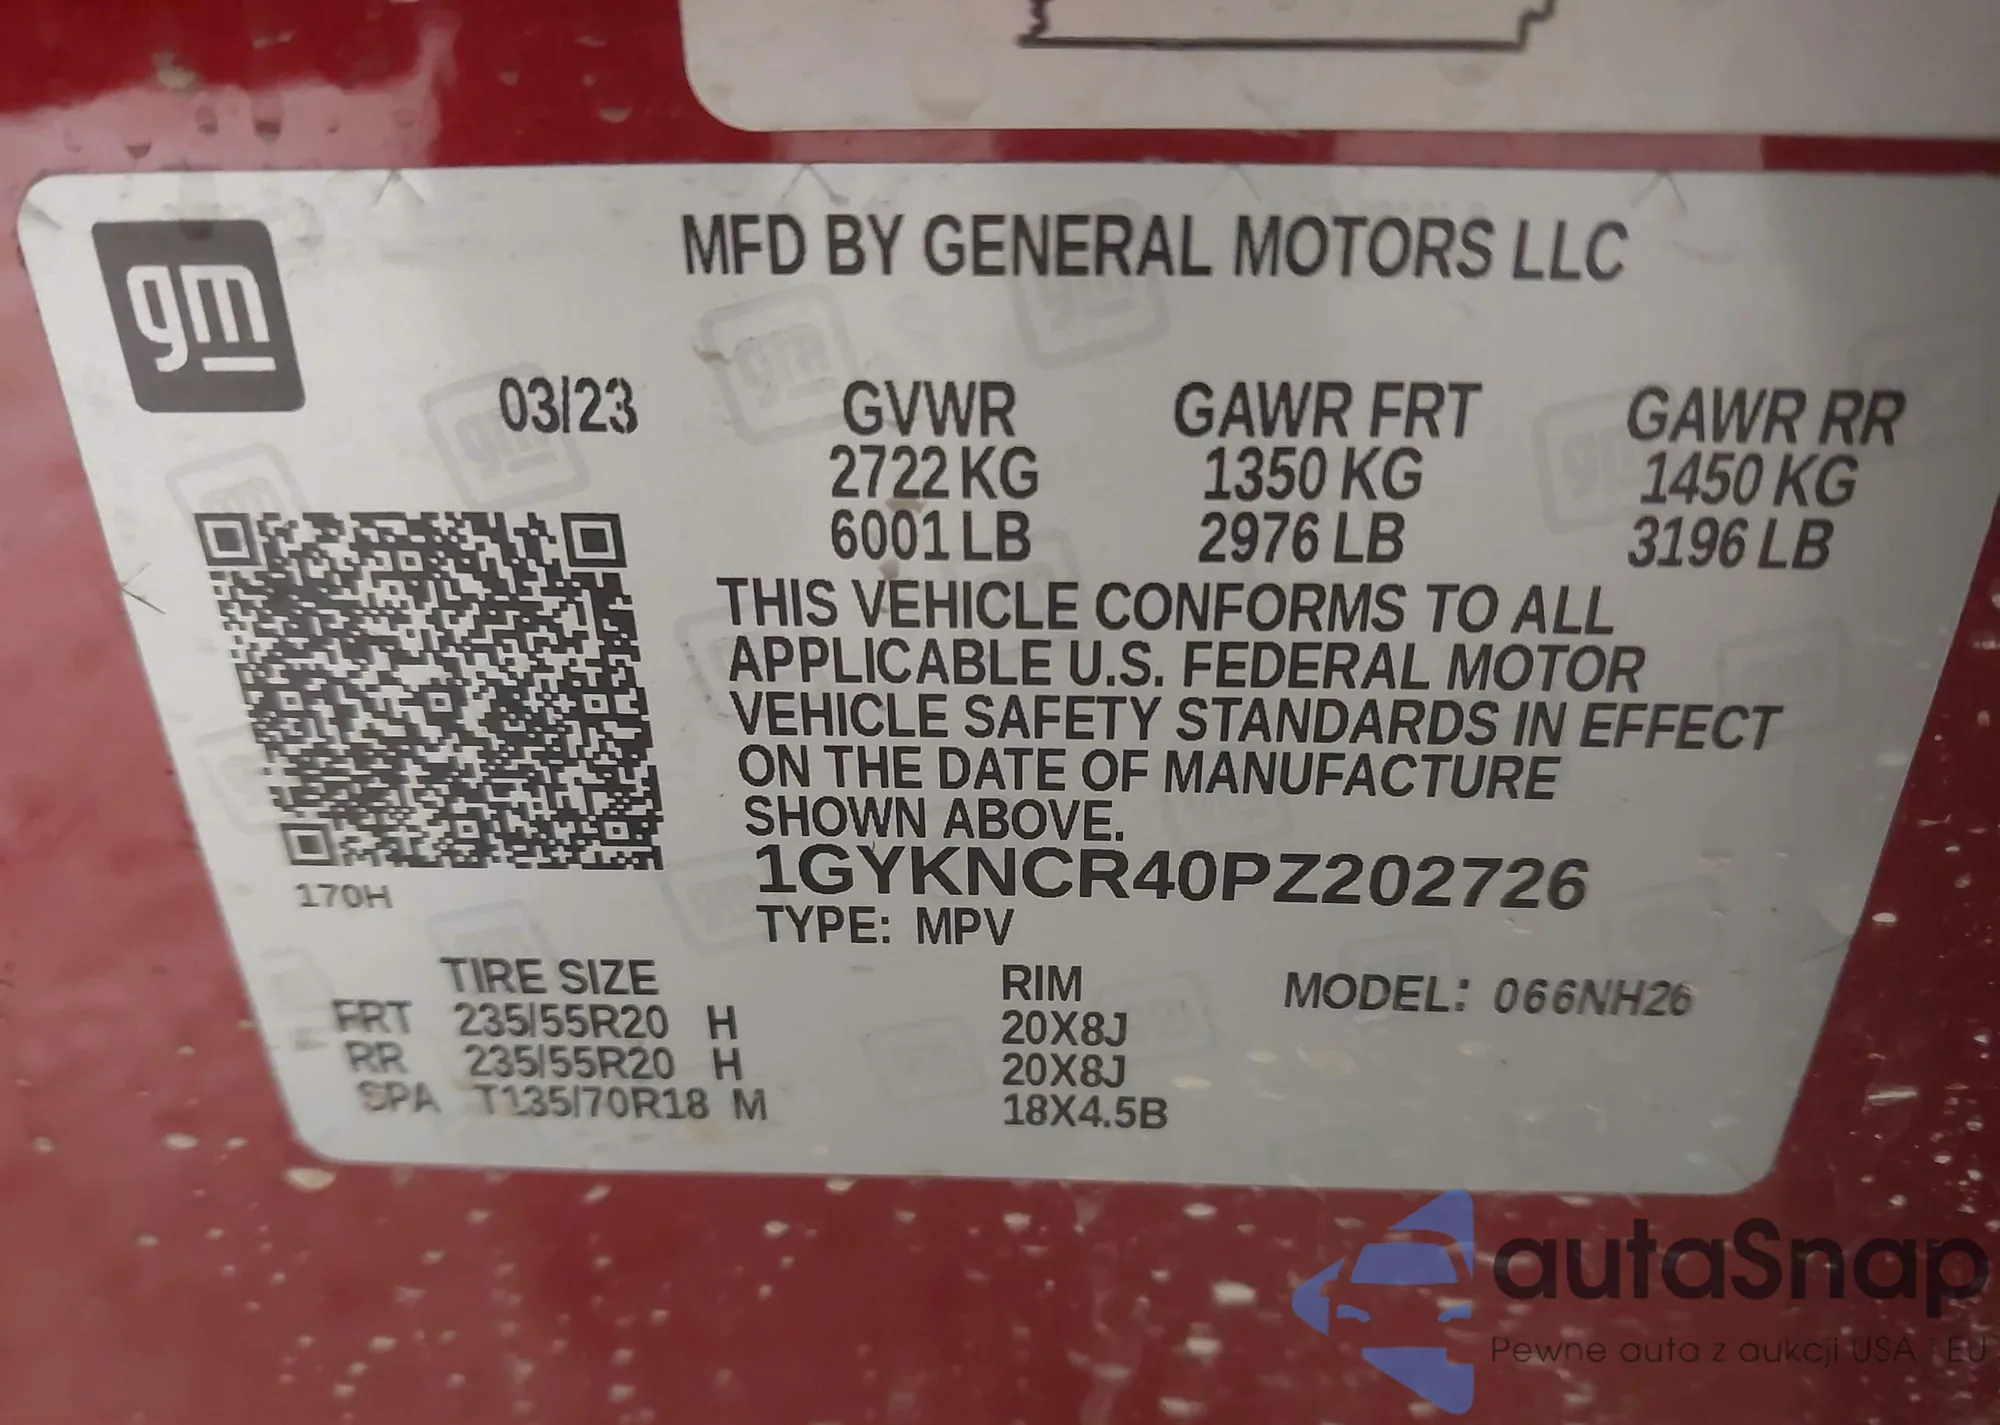 gm
MFD BY GENERAL MOTORS LLC
03/23 GVWR GAWR FRT GAWR RR
2722 KG 1350 KG 1450 KG
6001 LB 2976 LB 3196 LB
THIS VEHICLE CONFORMS TO ALL
APPLICABLE U.S. FEDERAL MOTOR
VEHICLE SAFETY STANDARDS IN EFFECT
ON THE DATE OF MANUFACTURE
SHOWN ABOVE.
1GYKNCR40PZ202726
170H
TYPE: MPV
TIRE SIZE RIM MODEL: 066NH26
FRT 235/55R20 H 20X8J
RR 235/55R20 H 20X8J
SPA T135/70R18 M 18X4.5B
autaSnap
Pewne auta z aukcji USA i EU